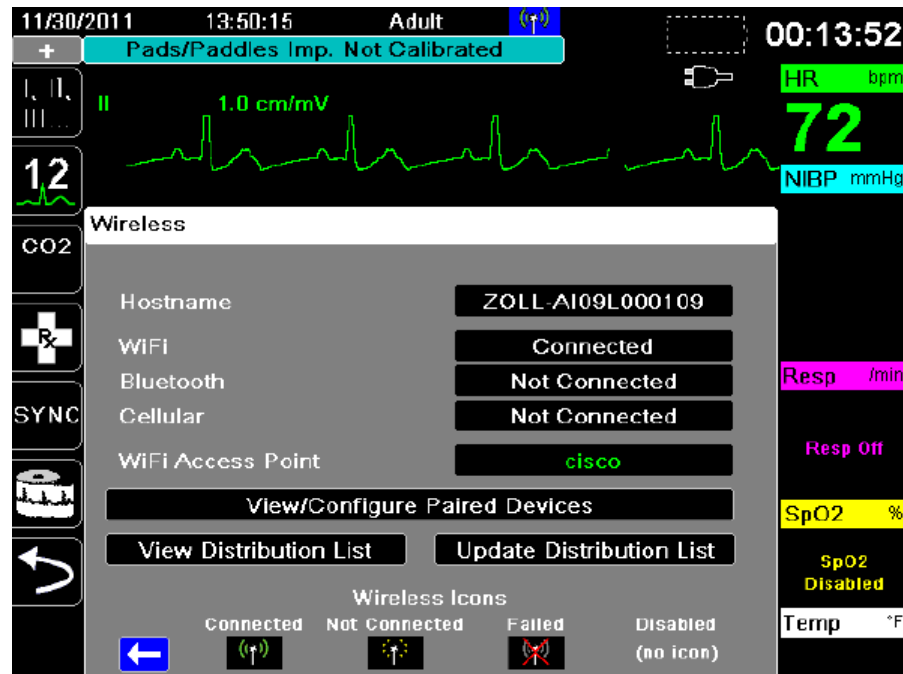 11/30/2011 13:50:15 Adult
Pads/Paddles Imp. Not Calibrated
00:13:52
I, II,
III...
II 1.0 cm/mV
HR bpm
72
12
NIBP mmHg
Wireless
CO2
Hostname ZOLL-AI09L000109
Rx
WiFi Connected
Bluetooth Not Connected
Resp /min
SYNC
Cellular Not Connected
Resp Off
WiFi Access Point cisco
View/Configure Paired Devices
SpO2 %
View Distribution List Update Distribution List
SpO2
Disabled
Wireless Icons
Connected Not Connected Failed Disabled
Temp °F
(no icon)